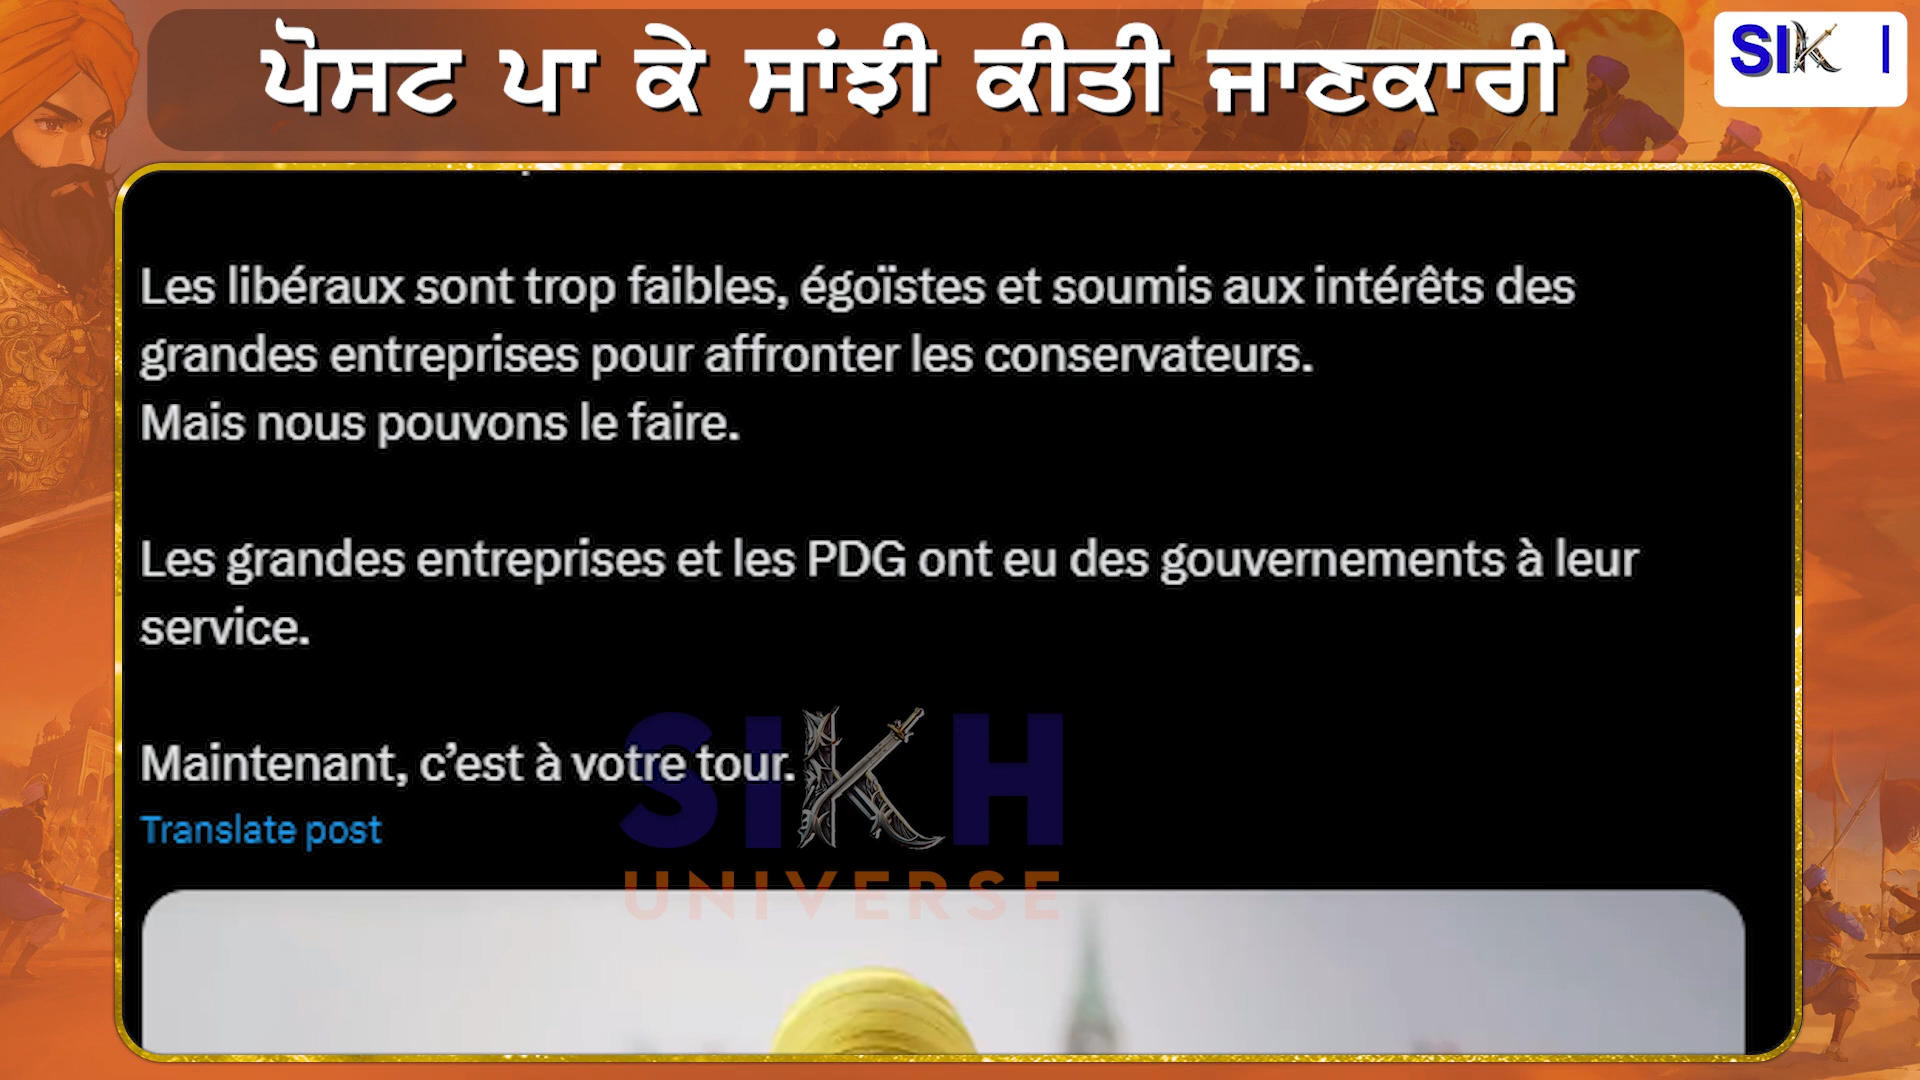 ਪੋਸਟ ਪਾ ਕੇ ਸਾਂਝੀ ਕੀਤੀ ਜਾਣਕਾਰੀ
SIK
Les libéraux sont trop faibles, égoïstes et soumis aux intérêts des
grandes entreprises pour affronter les conservateurs.
Mais nous pouvons le faire.
Les grandes entreprises et les PDG ont eu des gouvernements à leur
service.
Maintenant, c’est à votre tour.
Translate post
SIKH
UNIVERSE